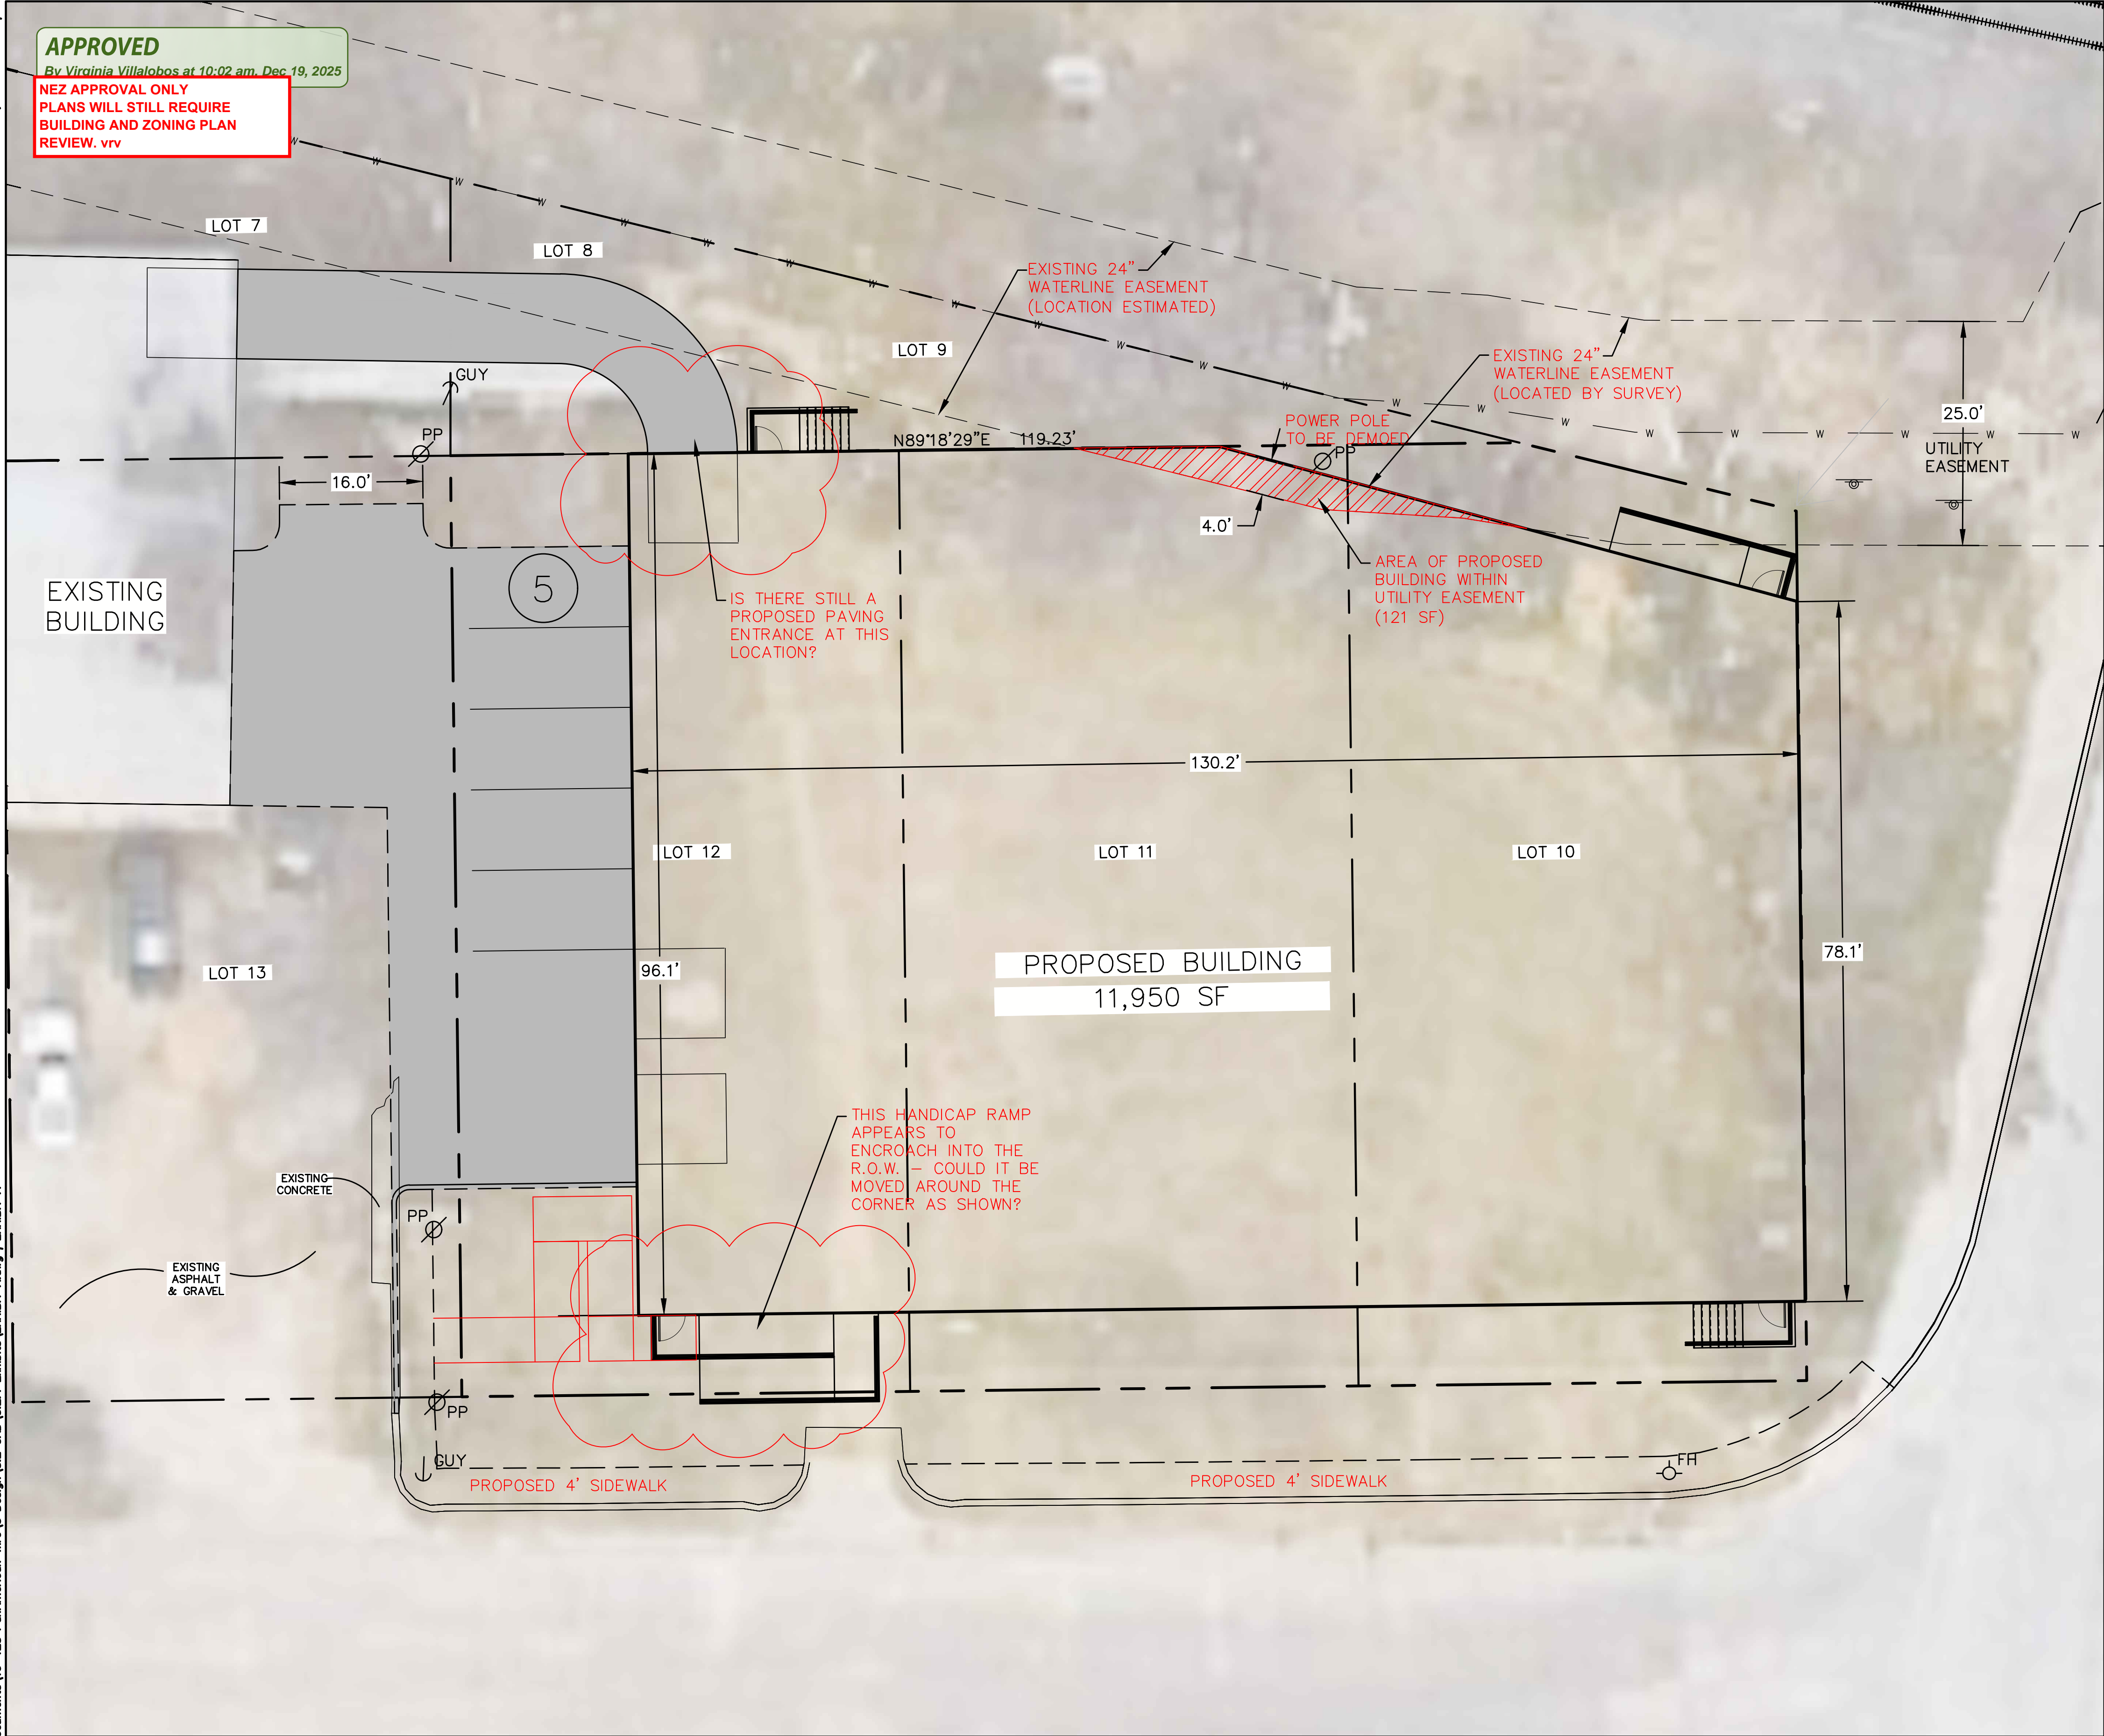 APPROVED
By Virginia Villalobos at 10:02 am, Dec 19, 2025
NEZ APPROVAL ONLY
PLANS WILL STILL REQUIRE
BUILDING AND ZONING PLAN
REVIEW. vrv
LOT 7
LOT 8
LOT 9
EXISTING 24"
WATERLINE EASEMENT
(LOCATION ESTIMATED)
EXISTING 24"
WATERLINE EASEMENT
(LOCATED BY SURVEY)
25.0'
UTILITY
EASEMENT
GUY
PP
16.0'
N89°18'29"E 119.23'
POWER POLE
TO BE DEMOED
PP
4.0'
AREA OF PROPOSED
BUILDING WITHIN
UTILITY EASEMENT
(121 SF)
EXISTING
BUILDING
5
IS THERE STILL A
PROPOSED PAVING
ENTRANCE AT THIS
LOCATION?
130.2'
LOT 12
LOT 11
LOT 10
LOT 13
96.1'
PROPOSED BUILDING
11,950 SF
78.1'
THIS HANDICAP RAMP
APPEARS TO
ENCROACH INTO THE
R.O.W. – COULD IT BE
MOVED AROUND THE
CORNER AS SHOWN?
EXISTING
CONCRETE
PP
EXISTING
ASPHALT
& GRAVEL
PP
GUY
PROPOSED 4' SIDEWALK
PROPOSED 4' SIDEWALK
FH
W W W W W W W W W W W W W W W W W W W W W